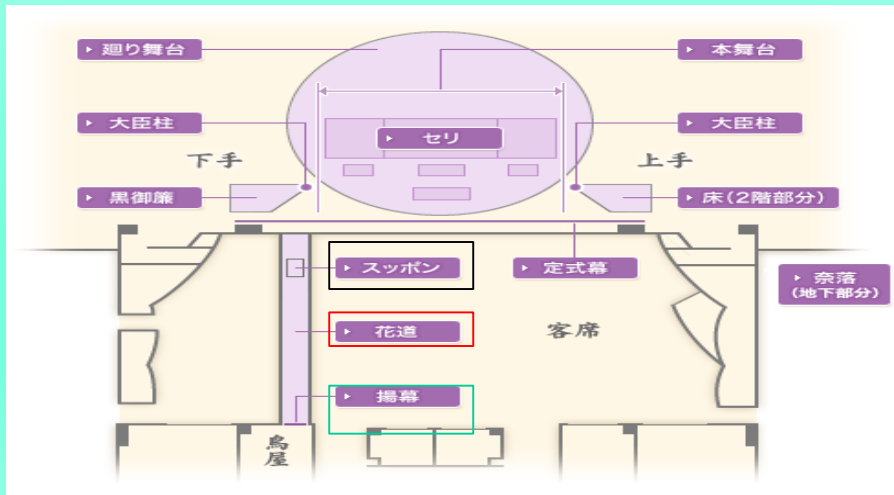 廻り舞台
本舞台
大臣柱
セリ
大臣柱
下手
上手
黒御簾
床(2階部分)
スッポン
定式幕
奈落
(地下部分)
花道
客席
揚幕
鳥屋